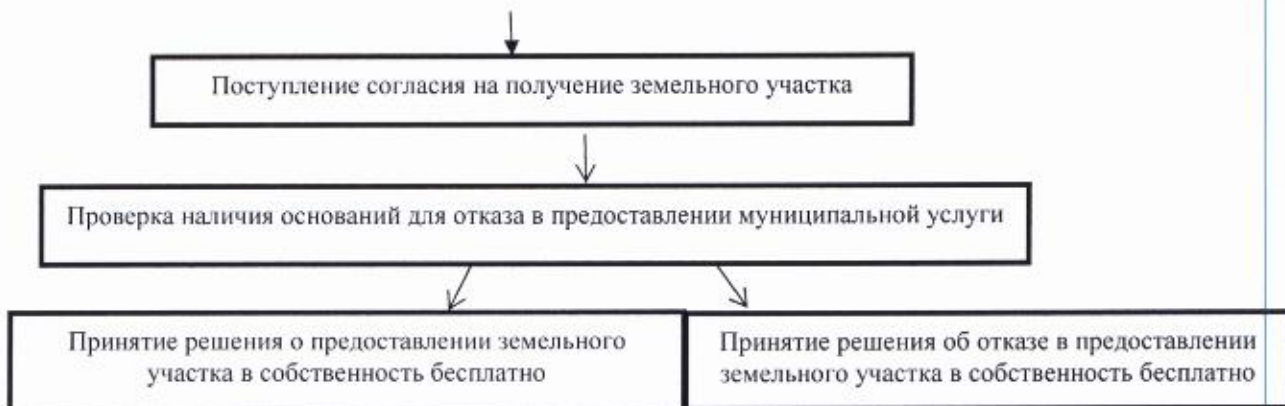 Поступление согласия на получение земельного участка
Проверка наличия оснований для отказа в предоставлении муниципальной услуги
Принятие решения о предоставлении земельного
участка в собственность бесплатно
Принятие решения об отказе в предоставлении
земельного участка в собственность бесплатно